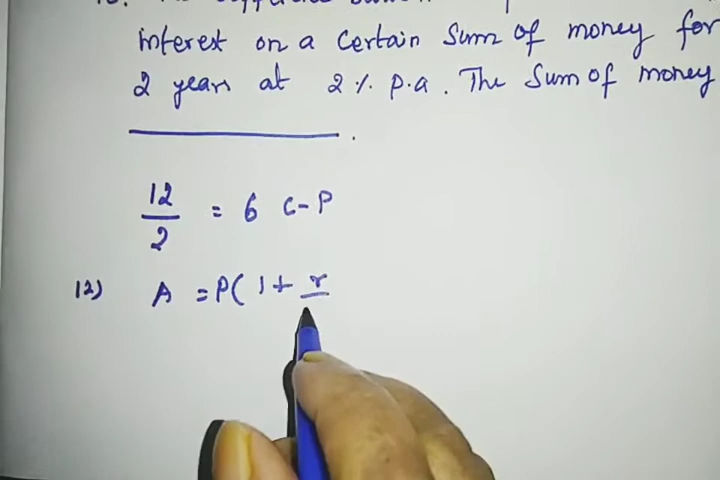 interest on a certain sum of money for
2 years at 2 %. p.a. The sum of money
12/2 = 6 C-P
12) A = P( 1+ r